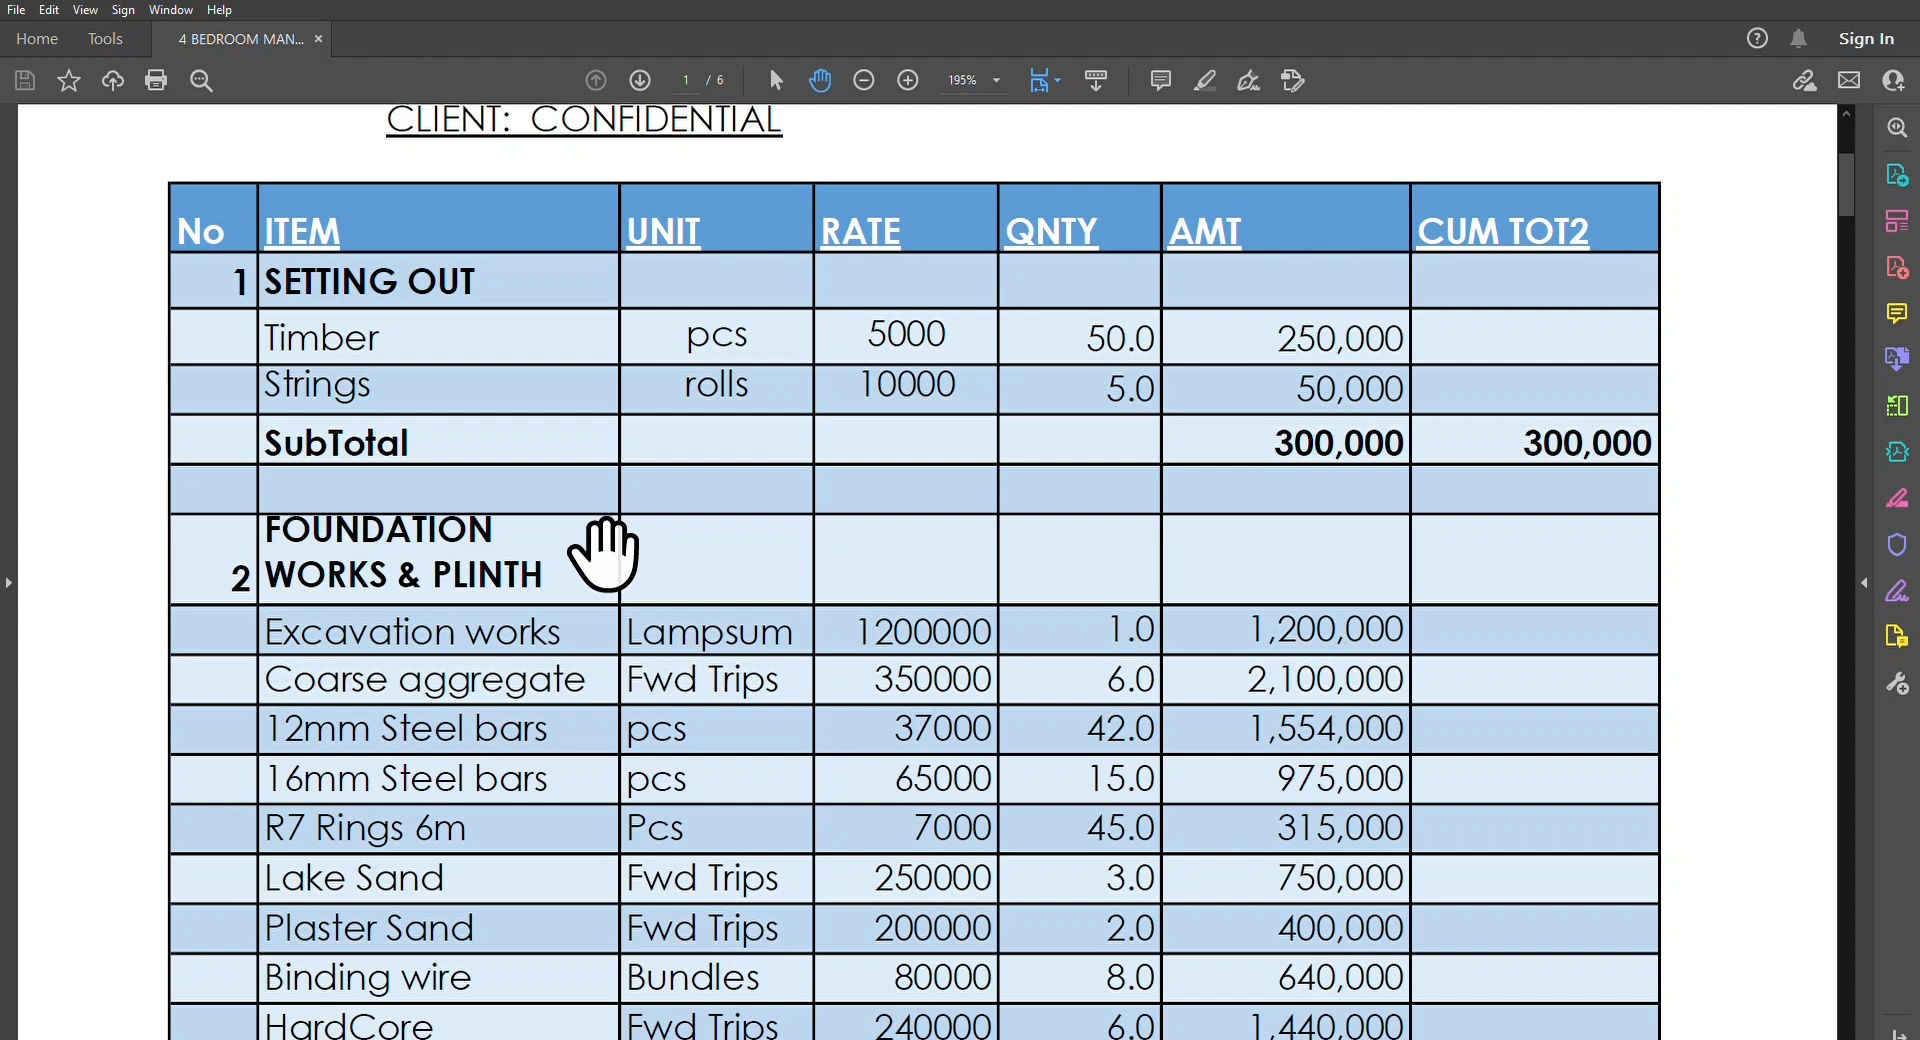 File Edit View Sign Window Help
Home Tools 4 BEDROOM MAN... × Sign In
1 / 6 195%
CLIENT: CONFIDENTIAL
No ITEM UNIT RATE QNTY AMT CUM TOT2
1 SETTING OUT
Timber pcs 5000 50.0 250,000
Strings rolls 10000 5.0 50,000
SubTotal 300,000 300,000
FOUNDATION
2 WORKS & PLINTH
Excavation works Lampsum 1200000 1.0 1,200,000
Coarse aggregate Fwd Trips 350000 6.0 2,100,000
12mm Steel bars pcs 37000 42.0 1,554,000
16mm Steel bars pcs 65000 15.0 975,000
R7 Rings 6m Pcs 7000 45.0 315,000
Lake Sand Fwd Trips 250000 3.0 750,000
Plaster Sand Fwd Trips 200000 2.0 400,000
Binding wire Bundles 80000 8.0 640,000
HardCore Fwd Trips 240000 6.0 1,440,000